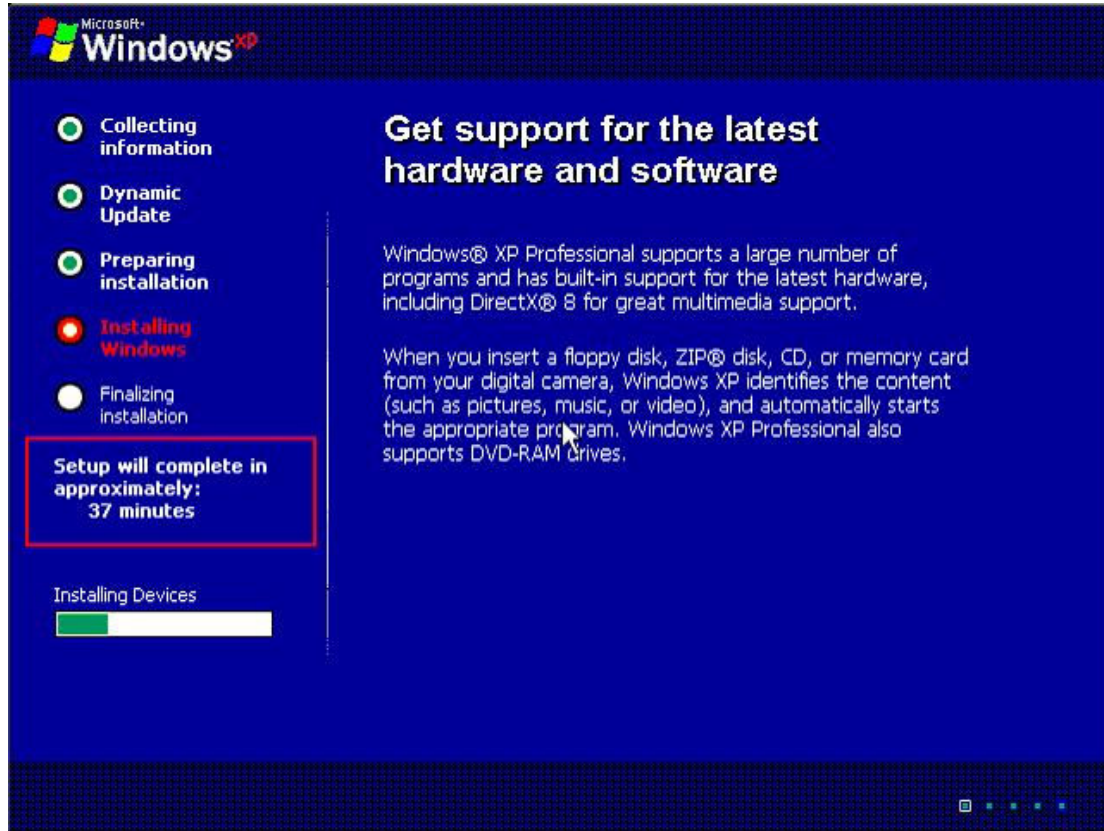 Microsoft
Windows xp
Collecting
information
Dynamic
Update
Preparing
installation
Installing
Windows
Finalizing
installation
Setup will complete in
approximately:
37 minutes
Installing Devices
Get support for the latest
hardware and software
Windows® XP Professional supports a large number of
programs and has built-in support for the latest hardware,
including DirectX® 8 for great multimedia support.
When you insert a floppy disk, ZIP® disk, CD, or memory card
from your digital camera, Windows XP identifies the content
(such as pictures, music, or video), and automatically starts
the appropriate program. Windows XP Professional also
supports DVD-RAM drives.